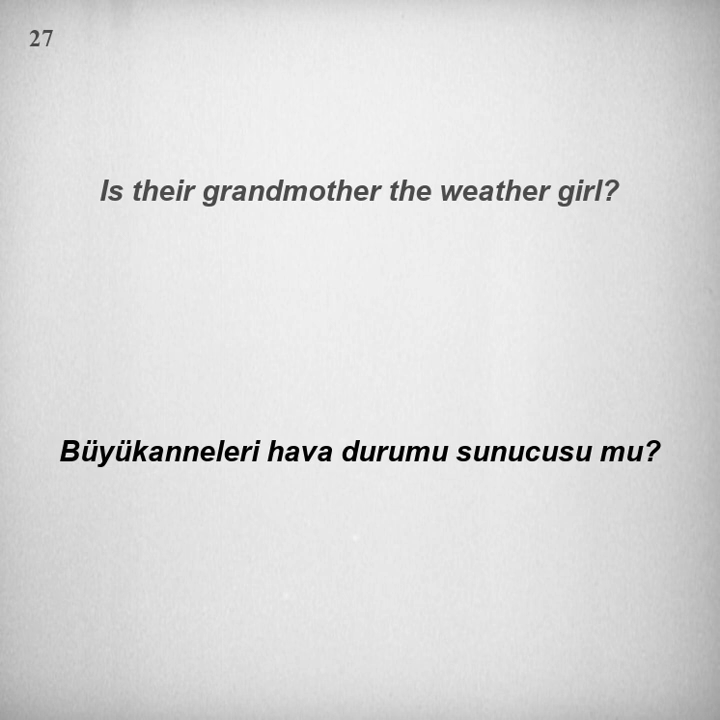 27
Is their grandmother the weather girl?
Büyükanneleri hava durumu sunucusu mu?